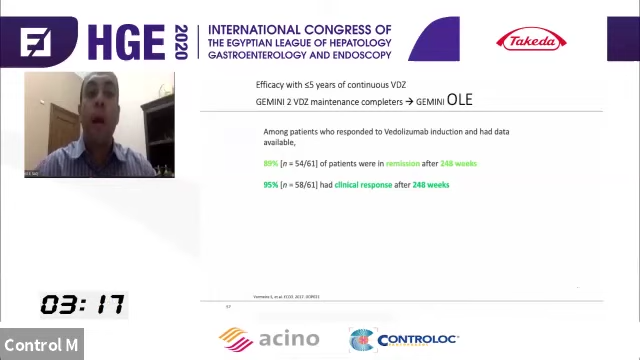 HGE 2020
INTERNATIONAL CONGRESS OF
THE EGYPTIAN LEAGUE OF HEPATOLOGY
GASTROENTEROLOGY AND ENDOSCOPY
Takeda
Efficacy with ≤5 years of continuous VDZ
GEMINI 2 VDZ maintenance completers → GEMINI OLE
Among patients who responded to Vedolizumab induction and had data
available,
89% [n = 54/61] of patients were in remission after 248 weeks
95% [n = 58/61] had clinical response after 248 weeks
03:17
Control M
acino
CONTROLOC